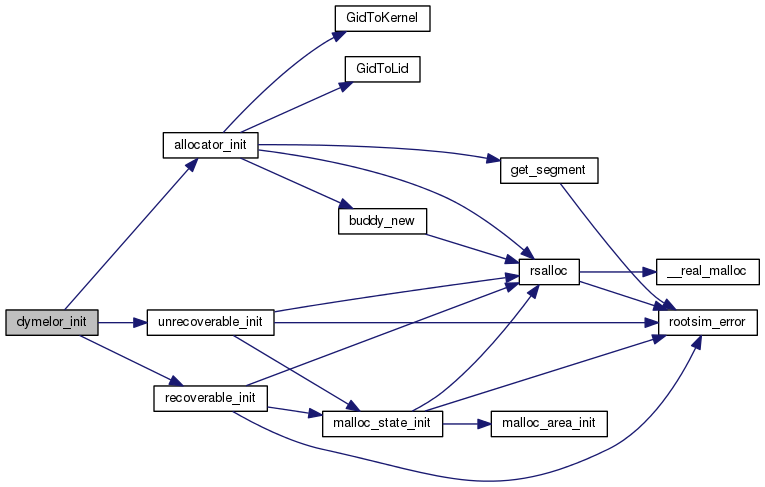 GidToKernel
GidToLid
allocator_init
get_segment
buddy_new
rsalloc
__real_malloc
dymelor_init
unrecoverable_init
rootsim_error
recoverable_init
malloc_state_init
malloc_area_init